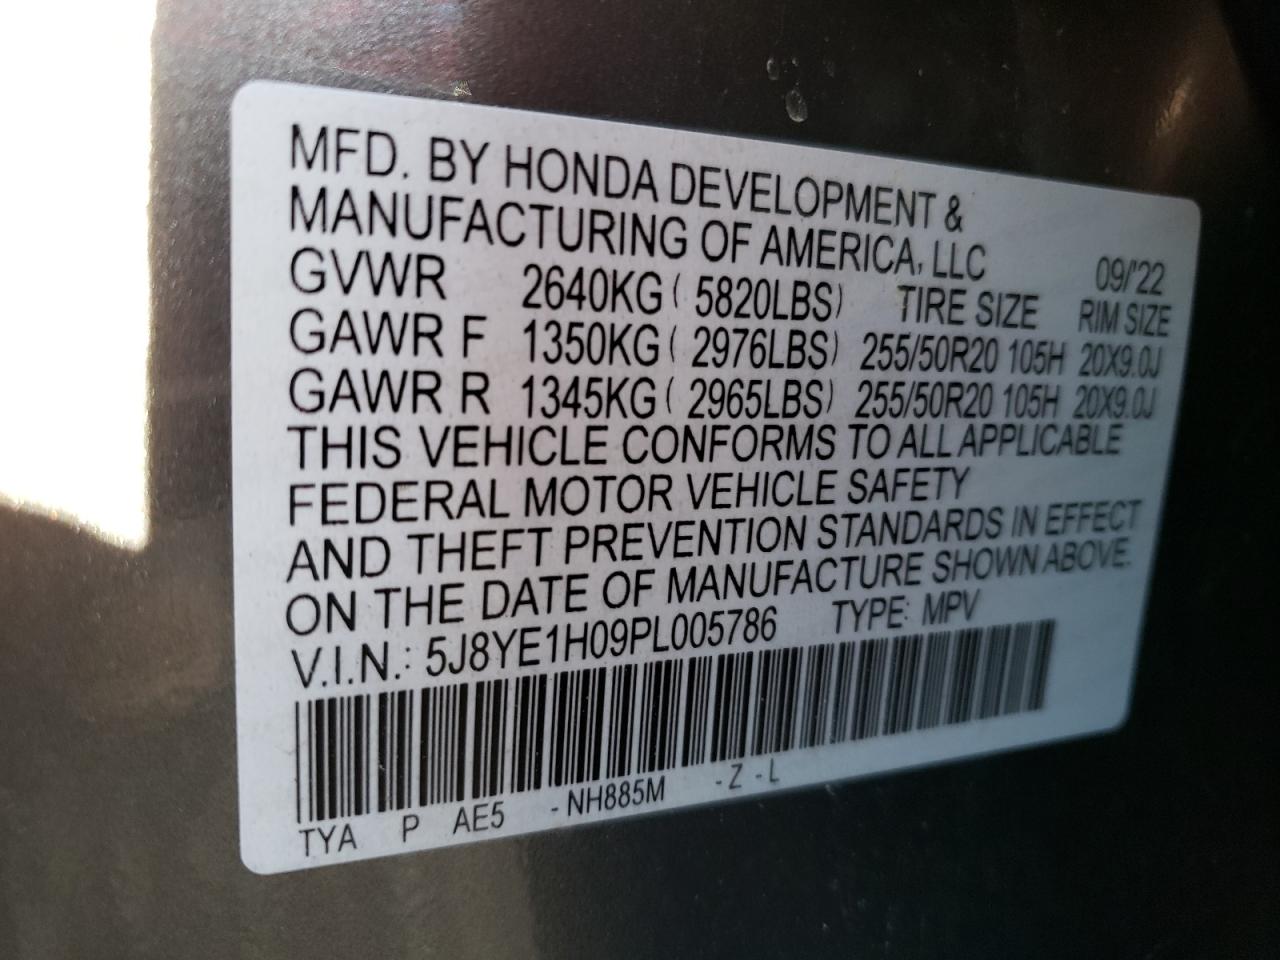 MFD. BY HONDA DEVELOPMENT &
MANUFACTURING OF AMERICA, LLC 09/'22
GVWR 2640KG ( 5820LBS) TIRE SIZE RIM SIZE
GAWR F 1350KG ( 2976LBS) 255/50R20 105H 20X9.0J
GAWR R 1345KG ( 2965LBS) 255/50R20 105H 20X9.0J
THIS VEHICLE CONFORMS TO ALL APPLICABLE
FEDERAL MOTOR VEHICLE SAFETY
AND THEFT PREVENTION STANDARDS IN EFFECT
ON THE DATE OF MANUFACTURE SHOWN ABOVE.
V.I.N.: 5J8YE1H09PL005786 TYPE: MPV
TYA P AE5 -NH885M -Z -L